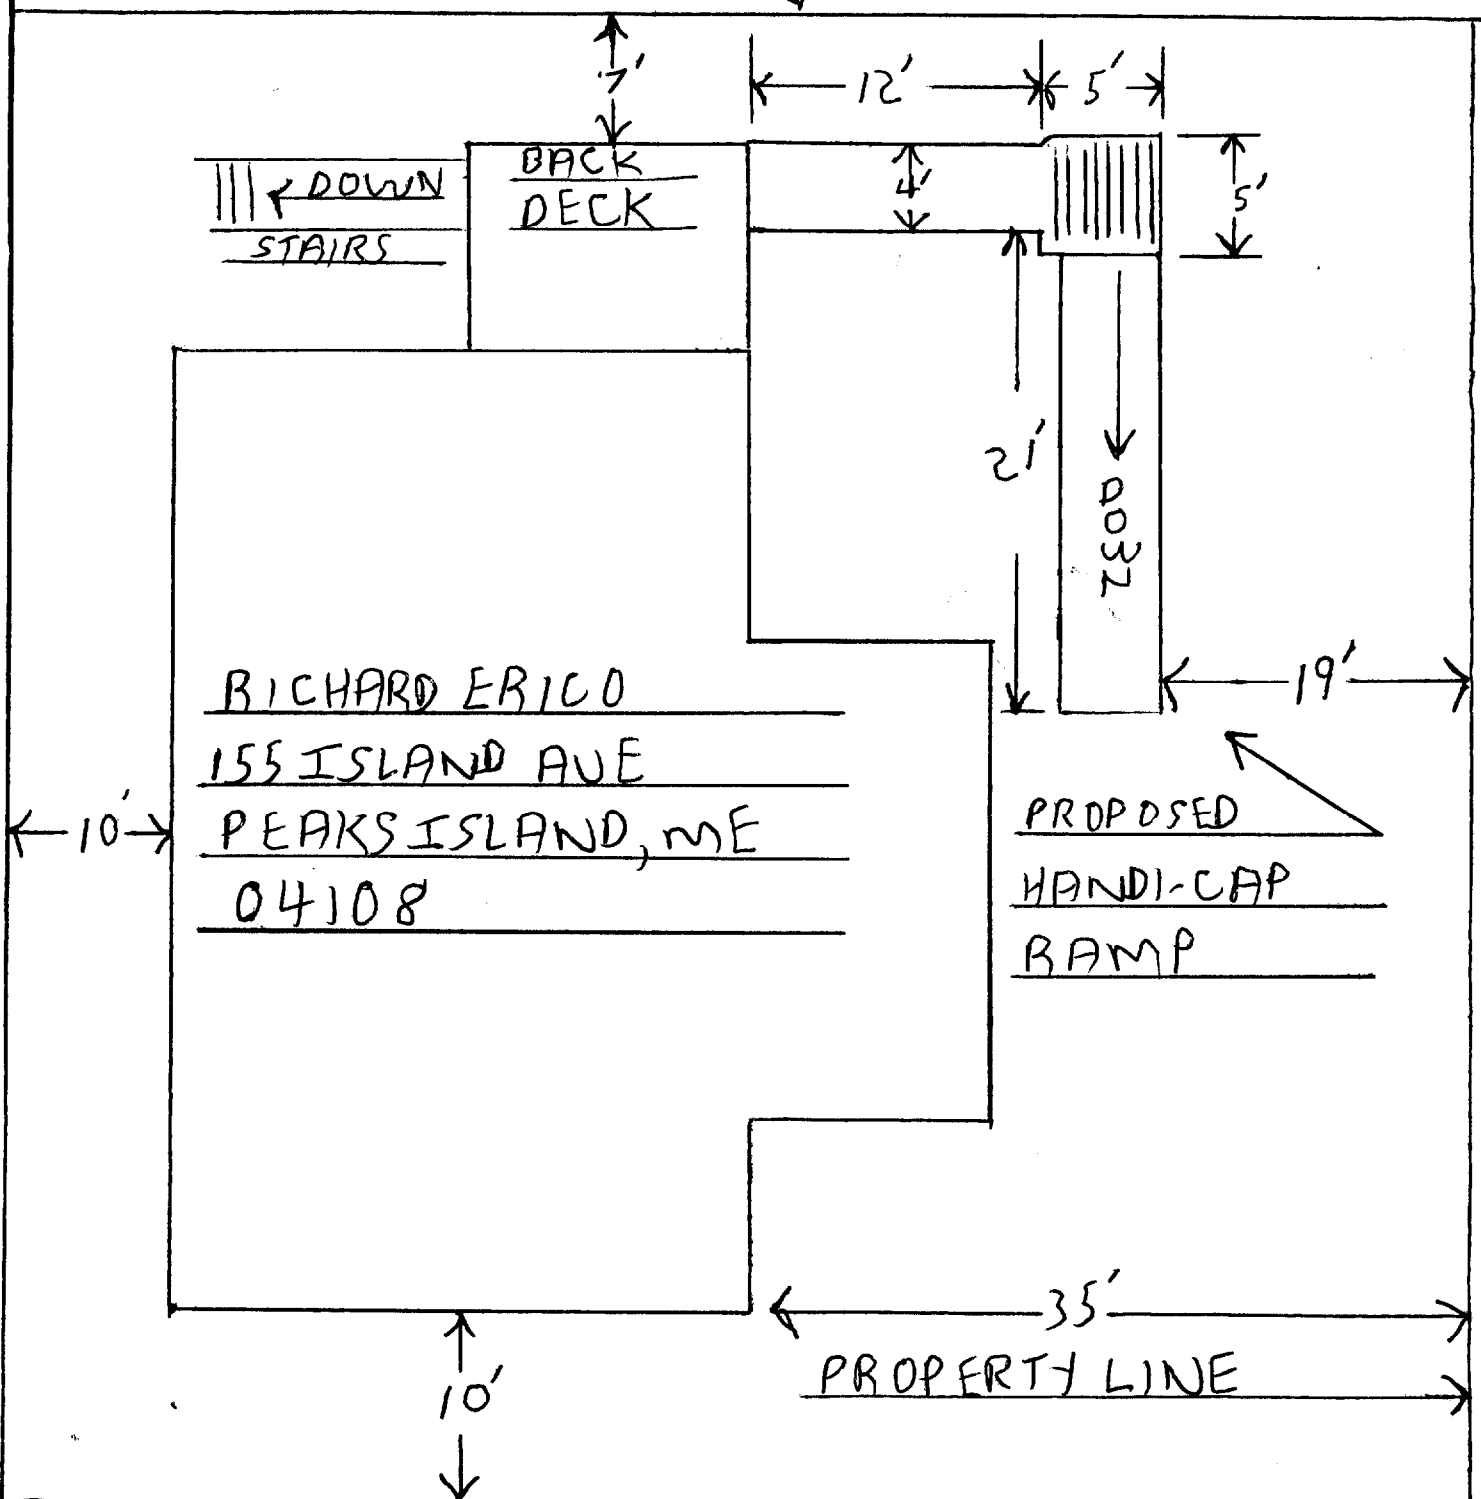 7'
12'
5'
BACK
DECK
DOWN
STAIRS
4'
5'
21'
DOWN
RICHARD ERICO
155 ISLAND AVE
PEAKS ISLAND, ME
04108
19'
10'
PROPOSED
HANDI-CAP
RAMP
35'
PROPERTY LINE
10'